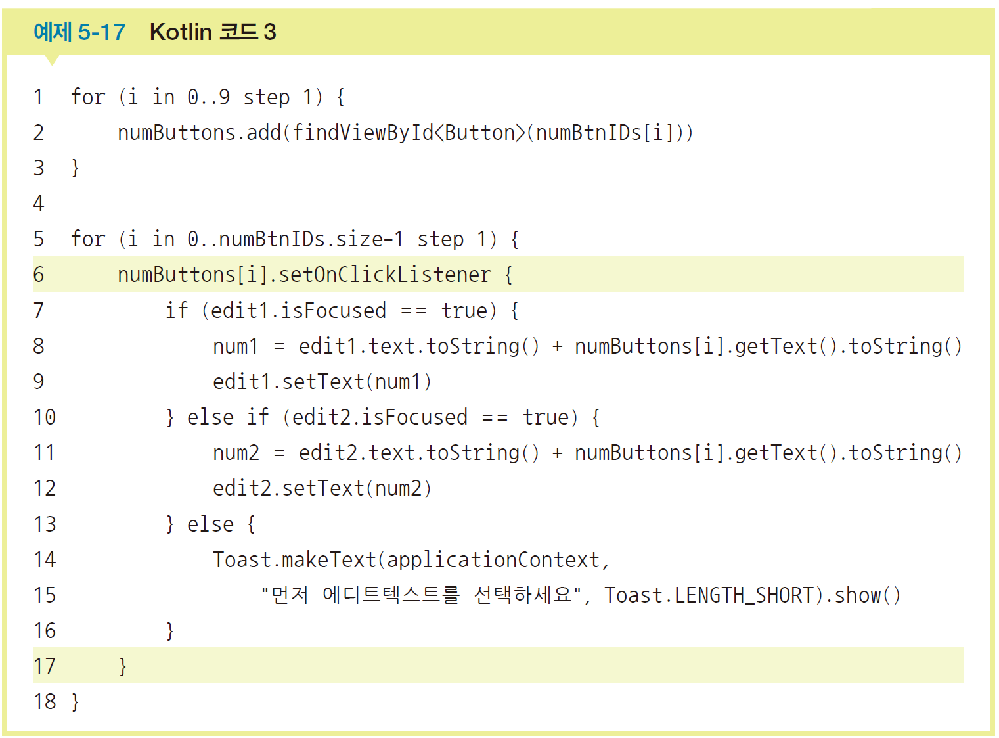 예제 5-17 Kotlin 코드 3
1 for (i in 0..9 step 1) {
2     numButtons.add(findViewById<Button>(numBtnIDs[i]))
3 }
4
5 for (i in 0..numBtnIDs.size-1 step 1) {
6     numButtons[i].setOnClickListener {
7         if (edit1.isFocused == true) {
8             num1 = edit1.text.toString() + numButtons[i].getText().toString()
9             edit1.setText(num1)
10         } else if (edit2.isFocused == true) {
11             num2 = edit2.text.toString() + numButtons[i].getText().toString()
12             edit2.setText(num2)
13         } else {
14             Toast.makeText(applicationContext,
15                 "먼저 에디트텍스트를 선택하세요", Toast.LENGTH_SHORT).show()
16         }
17     }
18 }